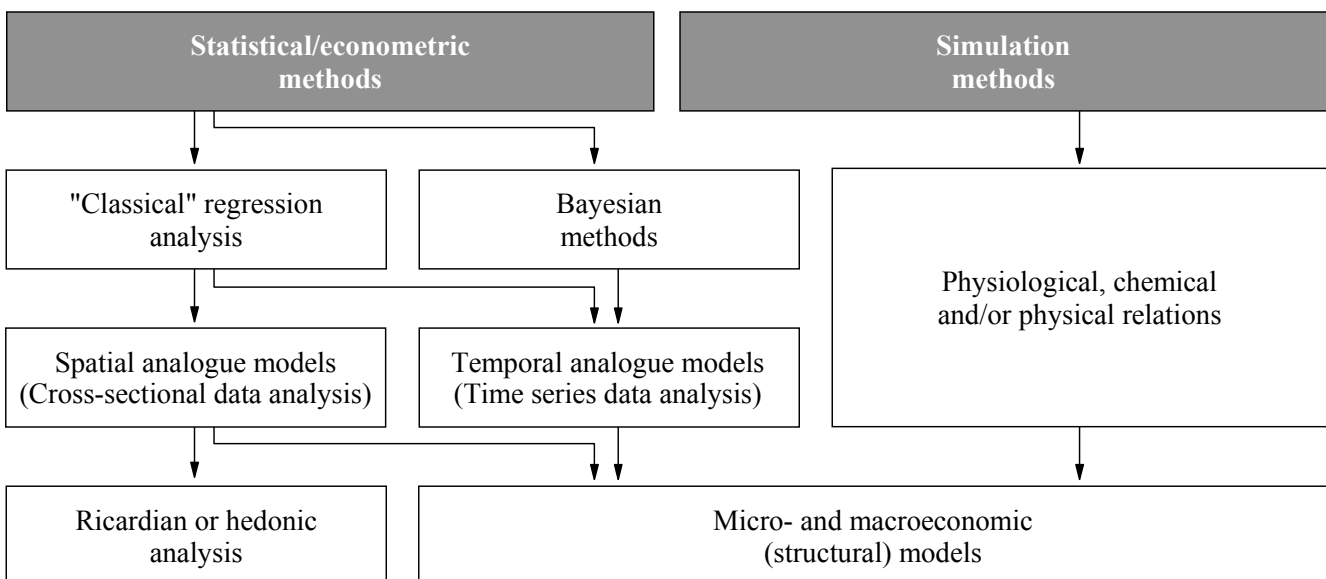 Statistical/econometric
methods
Simulation
methods
"Classical" regression
analysis
Bayesian
methods
Physiological, chemical
and/or physical relations
Spatial analogue models
(Cross-sectional data analysis)
Temporal analogue models
(Time series data analysis)
Ricardian or hedonic
analysis
Micro- and macroeconomic
(structural) models